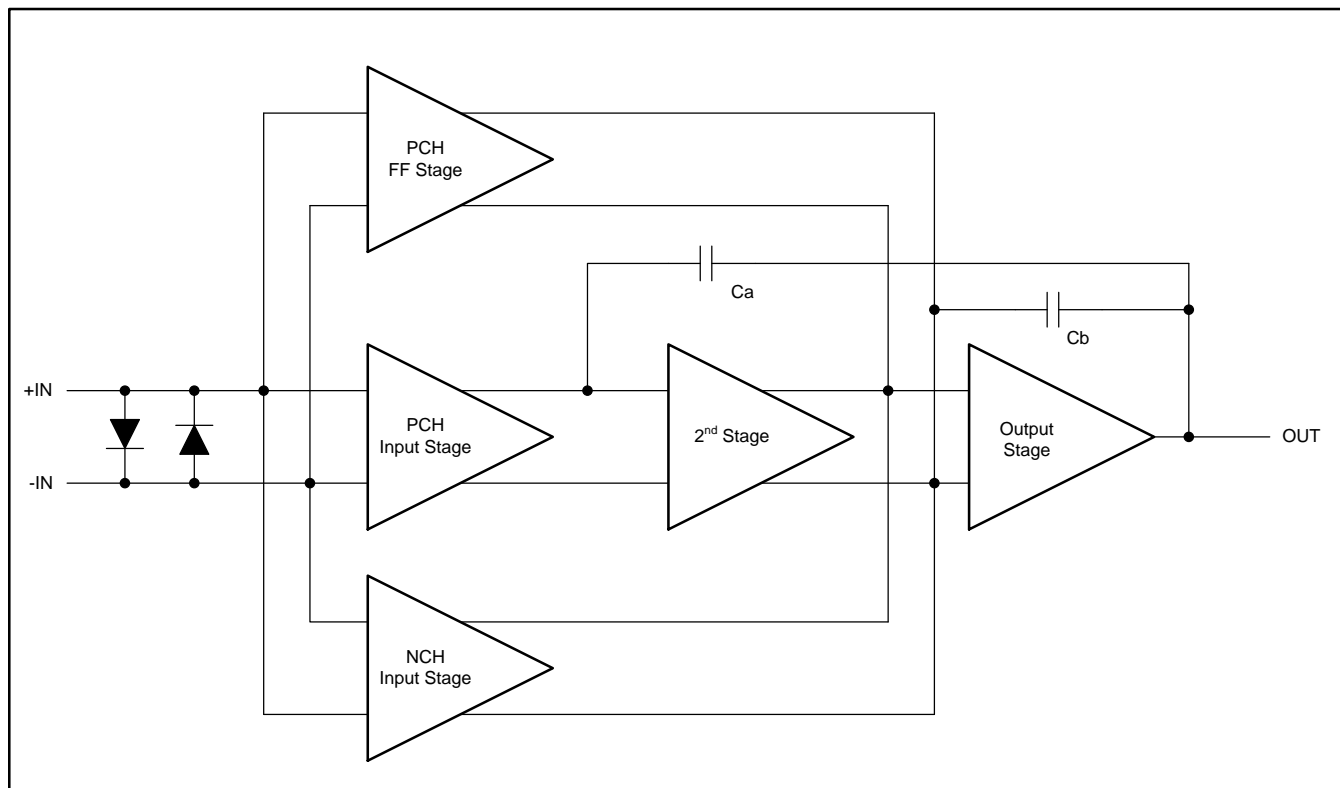 PCH
FF Stage
Ca
Cb
+IN
-IN
PCH
Input Stage
2nd Stage
Output
Stage
OUT
NCH
Input Stage